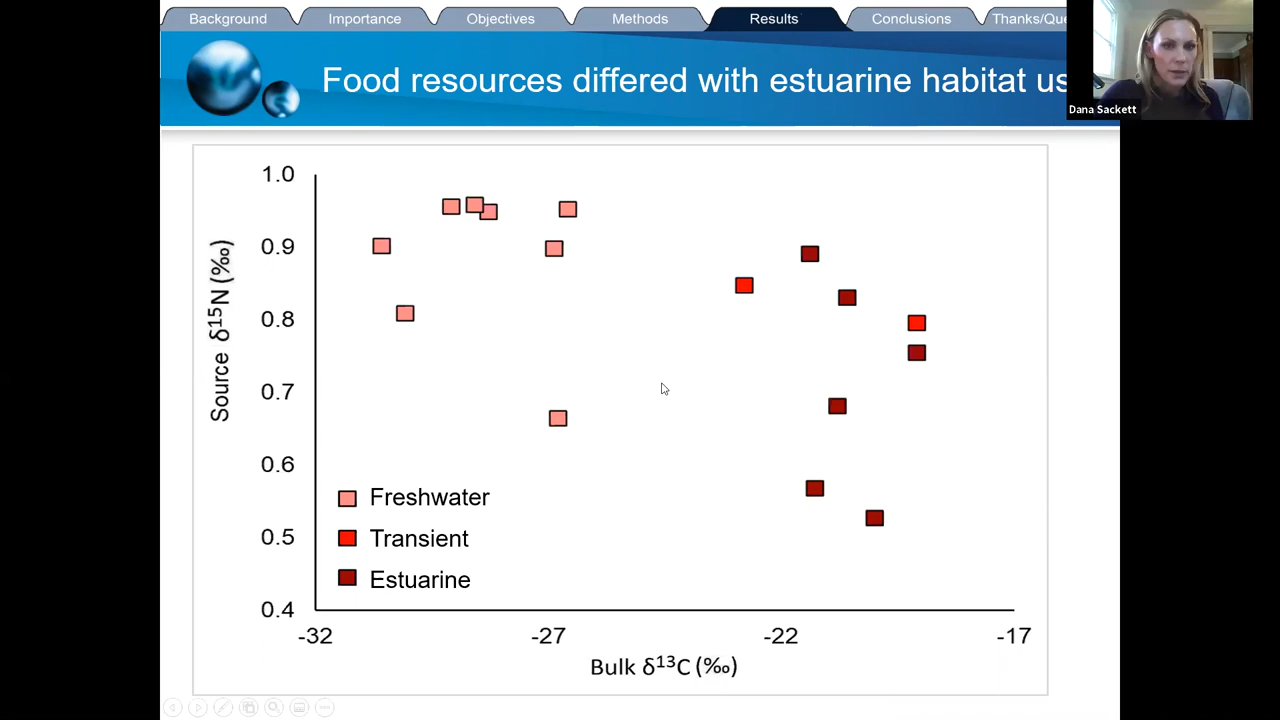 Background Importance Objectives Methods Results Conclusions Thanks/Que
Food resources differed with estuarine habitat us
Dana Sackett
1.0
0.9
0.8
0.7
0.6
0.5
0.4
Source δ¹⁵N (‰)
Freshwater
Transient
Estuarine
-32 -27 -22 -17
Bulk δ¹³C (‰)